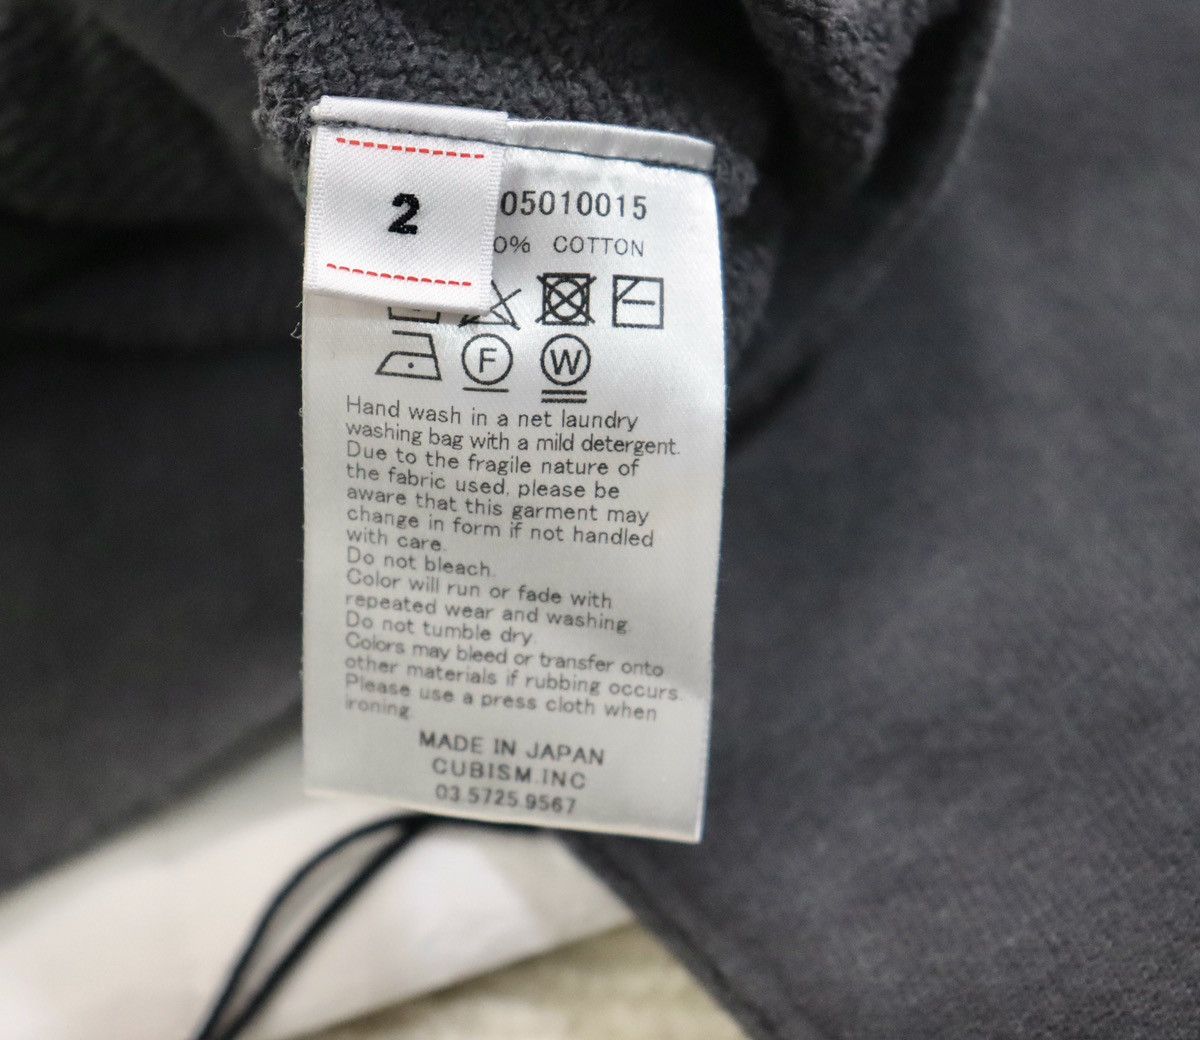 2
05010015
0% COTTON
F
W
Hand wash in a net laundry
washing bag with a mild detergent.
Due to the fragile nature of
the fabric used, please be
aware that this garment may
change in form if not handled
with care.
Do not bleach.
Color will run or fade with
repeated wear and washing.
Do not tumble dry.
Colors may bleed or transfer onto
other materials if rubbing occurs.
Please use a press cloth when
ironing.
MADE IN JAPAN
CUBISM.INC
03.5725.9567